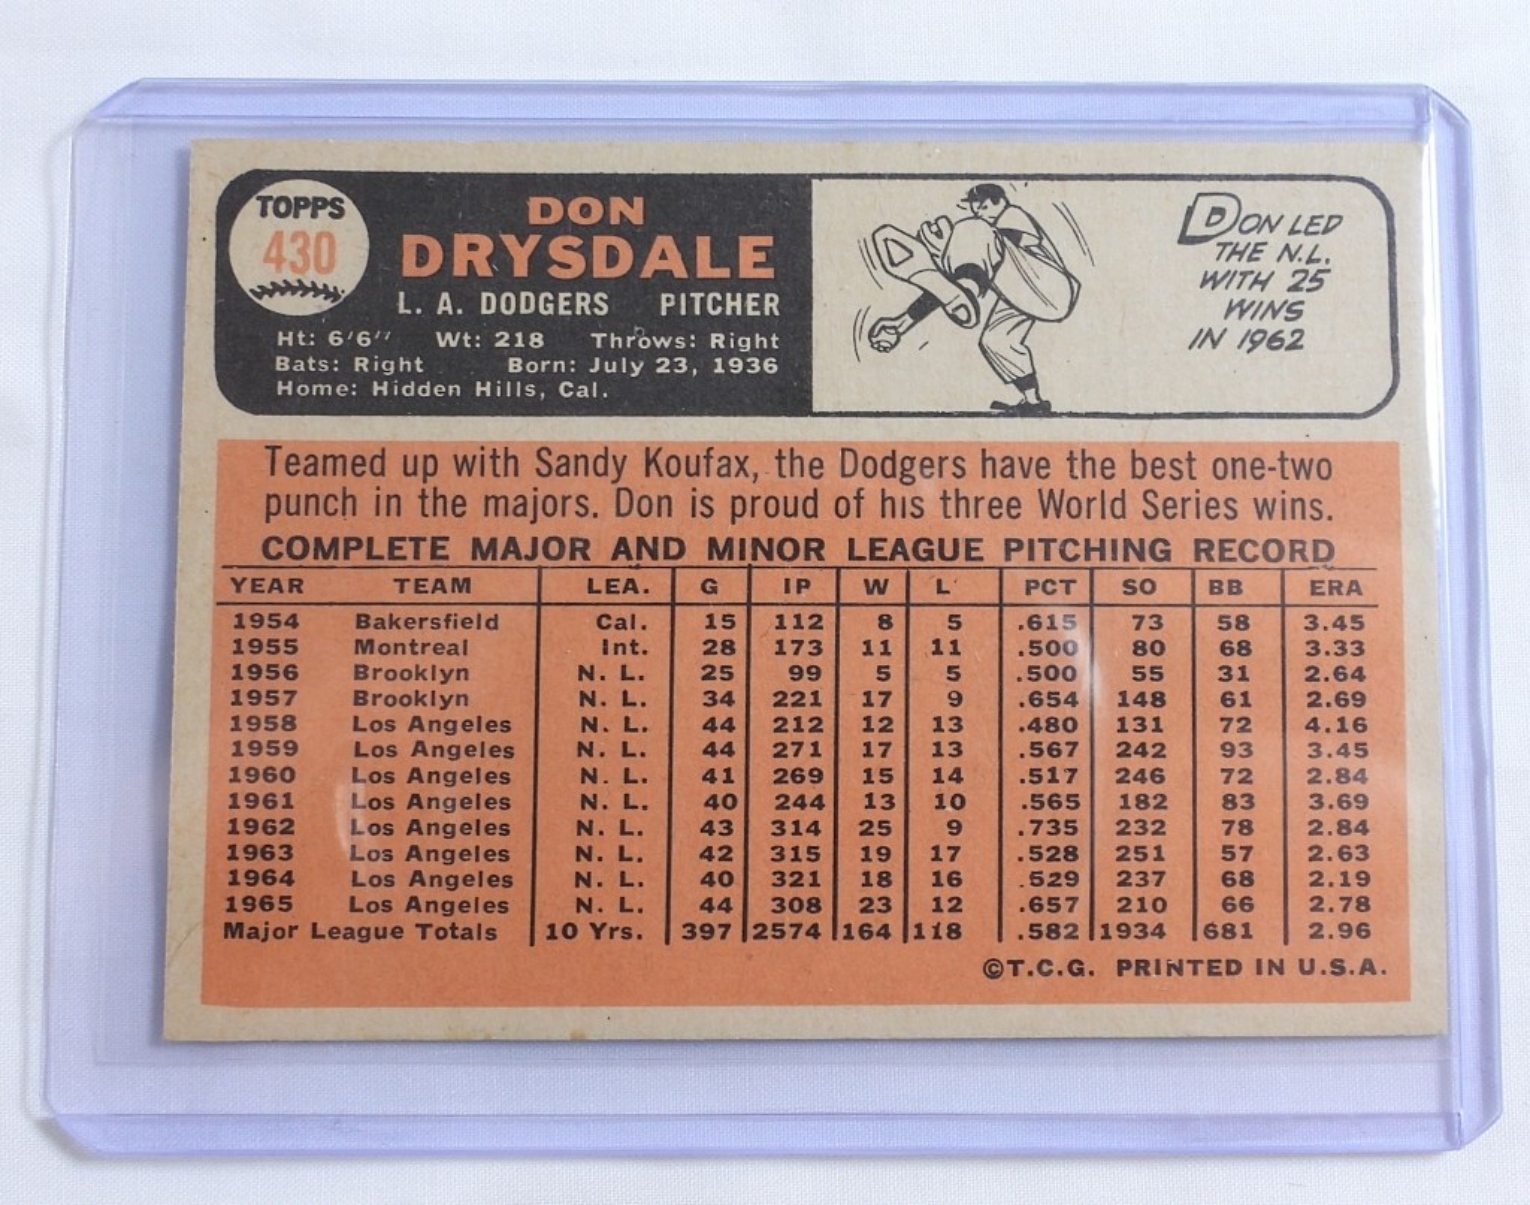 TOPPS
430
DON
DRYSDALE
L. A. DODGERS PITCHER
Ht: 6'6" Wt: 218 Throws: Right
Bats: Right Born: July 23, 1936
Home: Hidden Hills, Cal.
DON LED
THE N.L.
WITH 25
WINS
IN 1962
Teamed up with Sandy Koufax, the Dodgers have the best one-two
punch in the majors. Don is proud of his three World Series wins.
COMPLETE MAJOR AND MINOR LEAGUE PITCHING RECORD
YEAR TEAM LEA. G IP W L PCT SO BB ERA
1954 Bakersfield Cal. 15 112 8 5 .615 73 58 3.45
1955 Montreal Int. 28 173 11 11 .500 80 68 3.33
1956 Brooklyn N. L. 25 99 5 5 .500 55 31 2.64
1957 Brooklyn N. L. 34 221 17 9 .654 148 61 2.69
1958 Los Angeles N. L. 44 212 12 13 .480 131 72 4.16
1959 Los Angeles N. L. 44 271 17 13 .567 242 93 3.45
1960 Los Angeles N. L. 41 269 15 14 .517 246 72 2.84
1961 Los Angeles N. L. 40 244 13 10 .565 182 83 3.69
1962 Los Angeles N. L. 43 314 25 9 .735 232 78 2.84
1963 Los Angeles N. L. 42 315 19 17 .528 251 57 2.63
1964 Los Angeles N. L. 40 321 18 16 .529 237 68 2.19
1965 Los Angeles N. L. 44 308 23 12 .657 210 66 2.78
Major League Totals 10 Yrs. 397 2574 164 118 .582 1934 681 2.96
©T.C.G. PRINTED IN U.S.A.